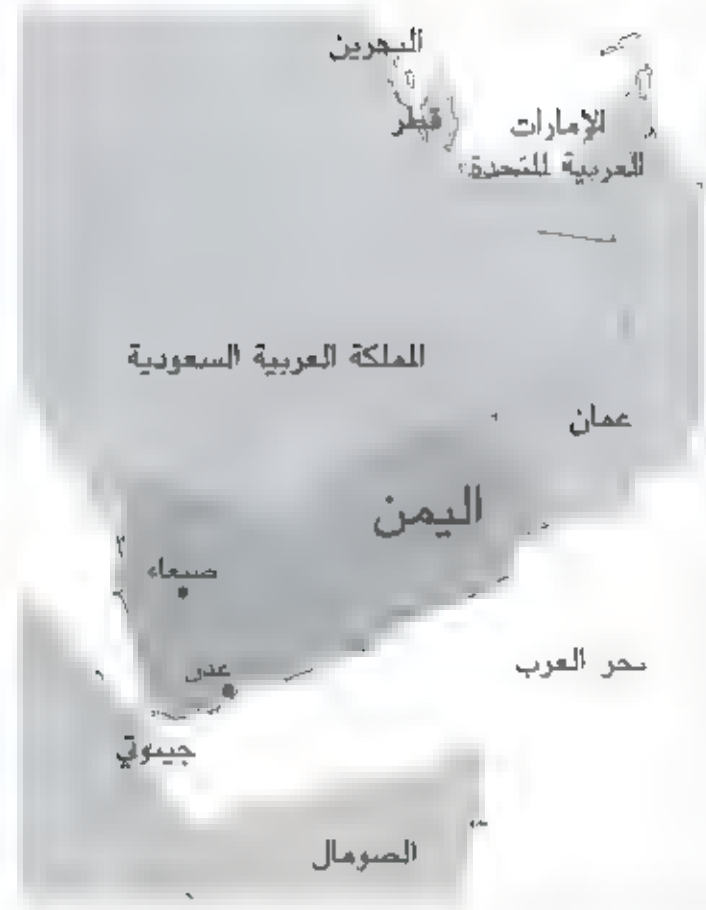 البحرين
قطر
الإمارات
العربية المتحدة
المملكة العربية السعودية
عمان
اليمن
صنعاء
عدن
بحر العرب
جيبوتي
الصومال